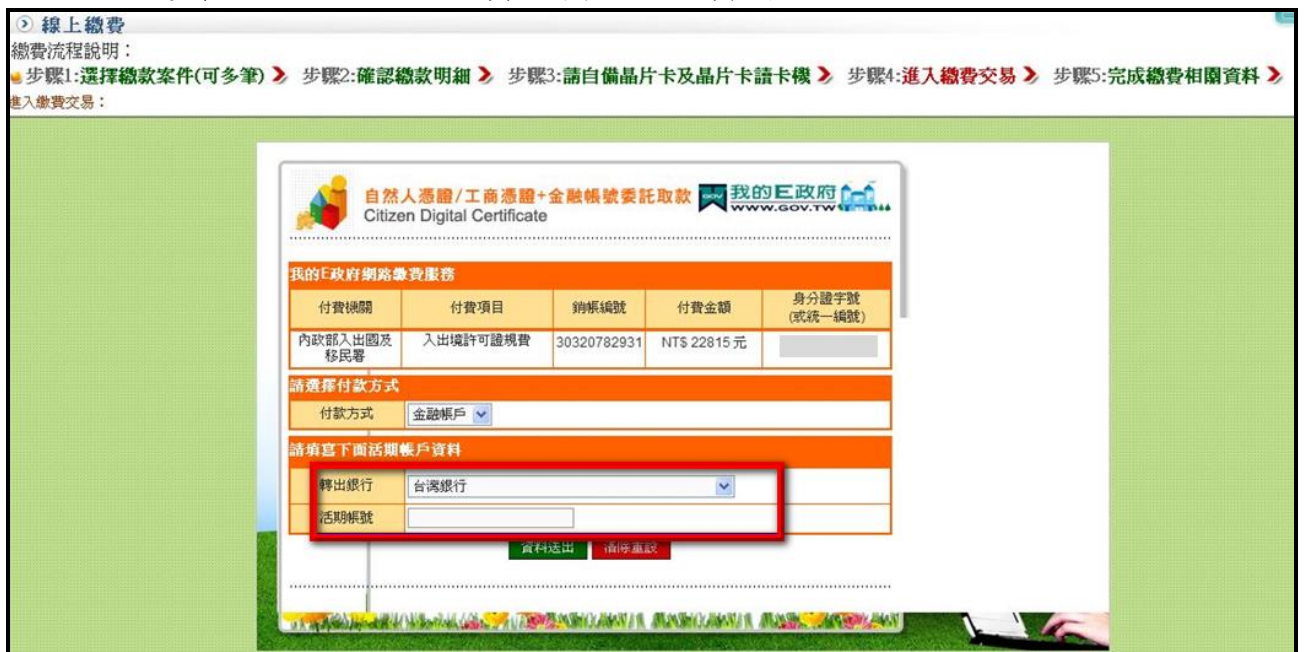 線上繳費
繳費流程說明：
步驟1:選擇繳款案件(可多筆) 步驟2:確認繳款明細 步驟3:請自備晶片卡及晶片卡讀卡機 步驟4:進入繳費交易 步驟5:完成繳費相關資料
進入繳費交易：
自然人憑證/工商憑證+金融帳號委託取款 GOV 我的E政府
Citizen Digital Certificate WWW.GOV.TW
我的E政府網路繳費服務
付費機關 付費項目 銷帳編號 付費金額 身分證字號
(或統一編號)
內政部入出國及 入出境許可證規費 30320782931 NT$ 22815 元
移民署
請選擇付款方式
付款方式 金融帳戶
請填寫下面活期帳戶資料
轉出銀行 台灣銀行
活期帳號
資料送出 清除重設